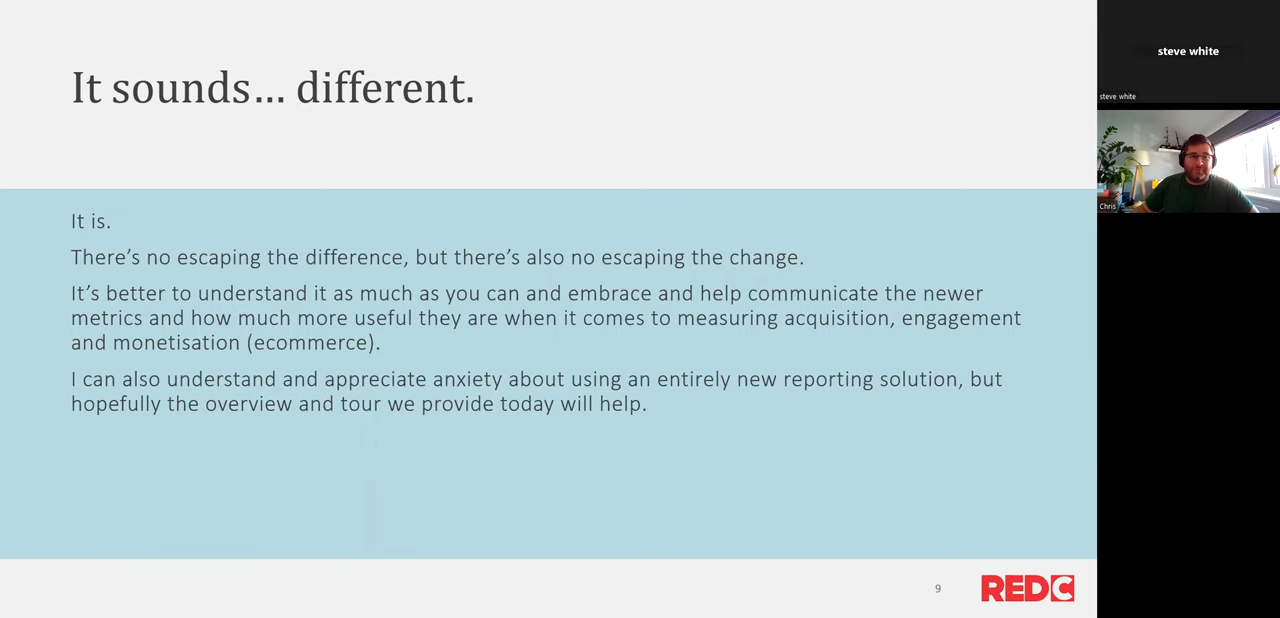 It sounds… different.
It is.
There’s no escaping the difference, but there’s also no escaping the change.
It’s better to understand it as much as you can and embrace and help communicate the newer
metrics and how much more useful they are when it comes to measuring acquisition, engagement
and monetisation (ecommerce).
I can also understand and appreciate anxiety about using an entirely new reporting solution, but
hopefully the overview and tour we provide today will help.
9
REDC
steve white
steve white
Chris